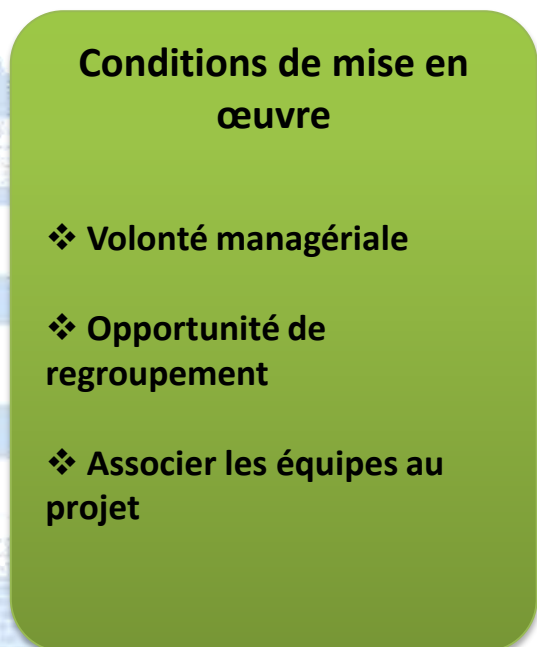 Conditions de mise en
œuvre
❖ Volonté managériale
❖ Opportunité de
regroupement
❖ Associer les équipes au
projet